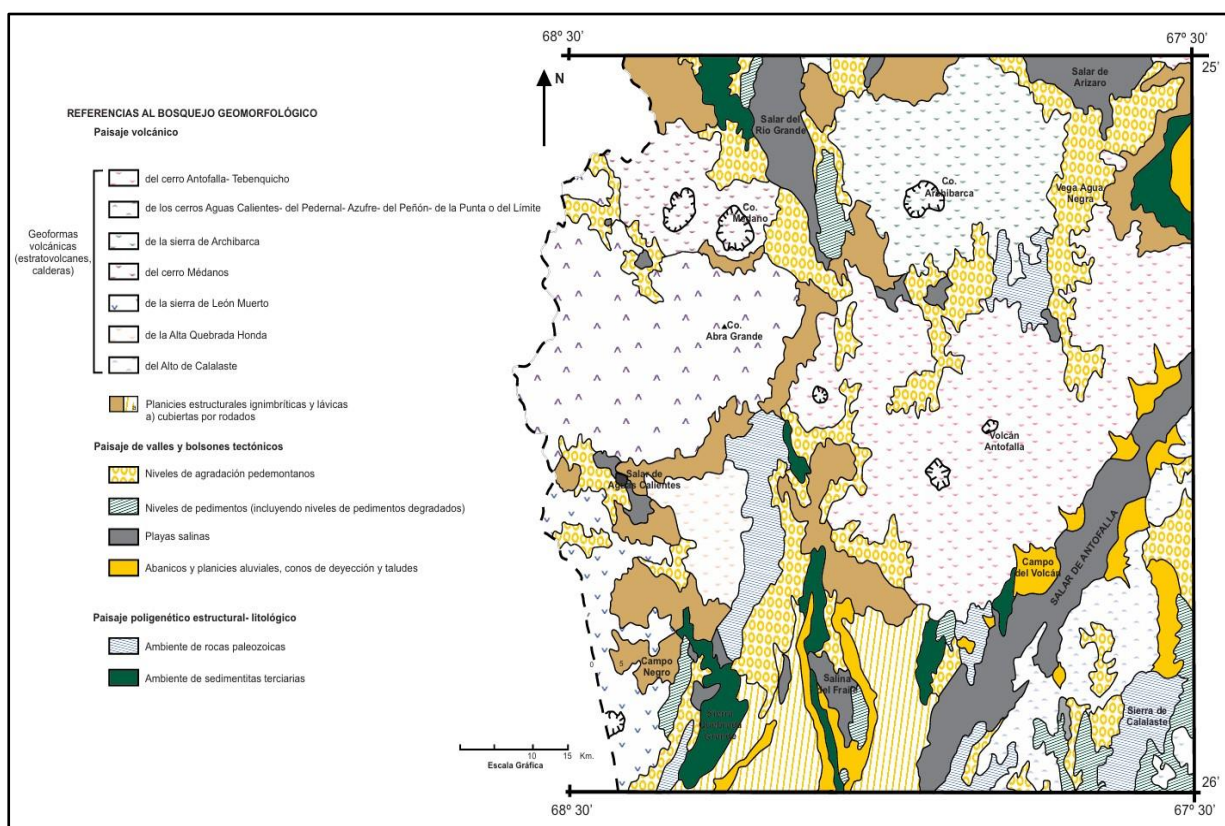 68º 30'
67º 30'
25'
N
REFERENCIAS AL BOSQUEJO GEOMORFOLÓGICO
Paisaje volcánico
Geoformas
volcánicas
(estratovolcanes,
calderas)
del cerro Antofalla- Tebenquicho
de los cerros Aguas Calientes- del Pedernal- Azufre- del Peñón- de la Punta o del Límite
de la sierra de Archibarca
del cerro Médanos
de la sierra de León Muerto
de la Alta Quebrada Honda
del Alto de Calalaste
b
Planicies estructurales ignimbríticas y lávicas
a) cubiertas por rodados
Paisaje de valles y bolsones tectónicos
Niveles de agradación pedemontanos
Niveles de pedimentos (incluyendo niveles de pedimentos degradados)
Playas salinas
Abanicos y planicies aluviales, conos de deyección y taludes
Paisaje poligenético estructural- litológico
Ambiente de rocas paleozoicas
Ambiente de sedimentitas terciarias
Salar de
Arizaro
Salar del
Río Grande
Co.
Archibarca
Vega Agua
Negra
Co.
Médano
Co.
Abra Grande
Volcán
Antofalla
Salar de
Aguas Calientes
Campo
del Volcán
SALAR DE ANTOFALLA
Campo
Negro
Salina
del Fraile
Sierra
Sierra de
Calalaste
0 5
10 15 Km.
Escala Gráfica
68º 30'
67º 30'
26'